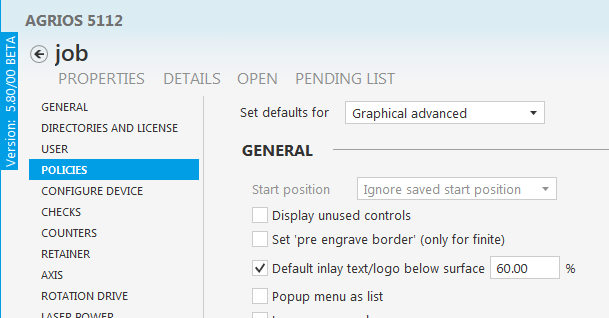 AGRIOS 5112
Version: 5.80/00 BETA
job
PROPERTIES DETAILS OPEN PENDING LIST
GENERAL
DIRECTORIES AND LICENSE
USER
POLICIES
CONFIGURE DEVICE
CHECKS
COUNTERS
RETAINER
AXIS
ROTATION DRIVE
LASER POWER
Set defaults for Graphical advanced
GENERAL
Start position Ignore saved start position
Display unused controls
Set 'pre engrave border' (only for finite)
Default inlay text/logo below surface 60.00 %
Popup menu as list